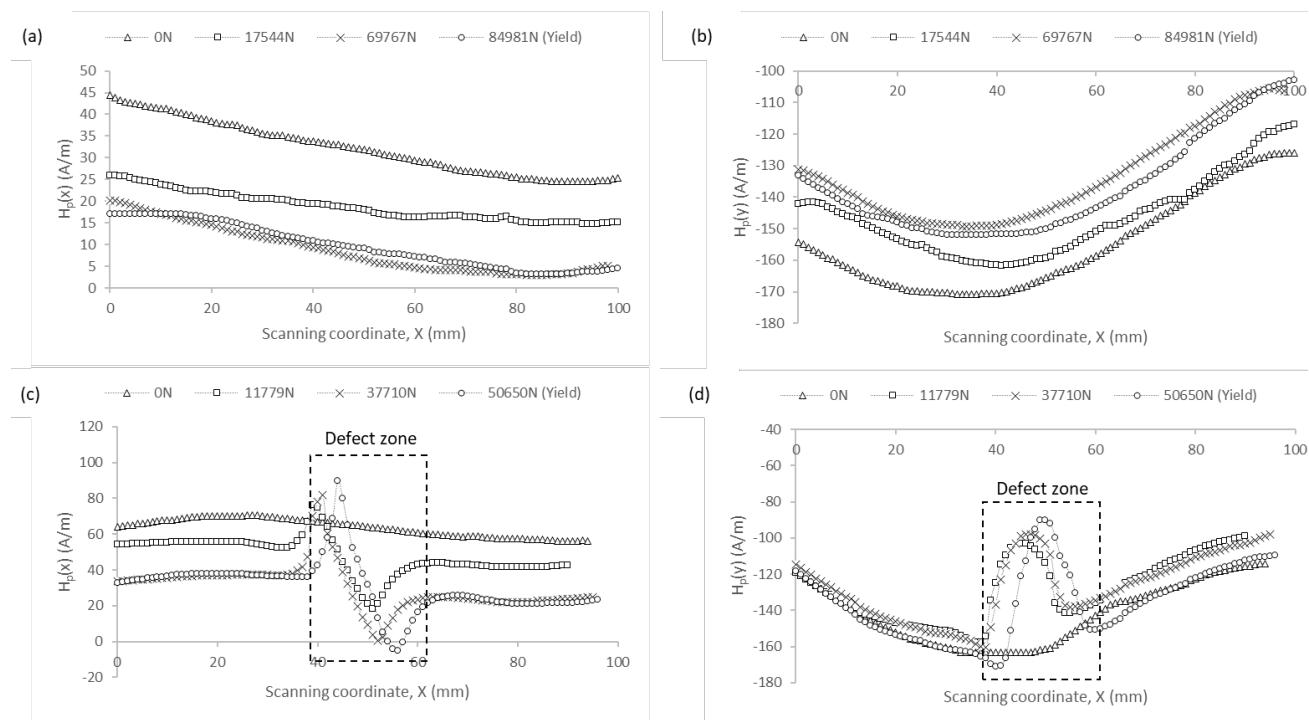 (a)
0N 17544N 69767N 84981N (Yield)
50
45
40
35
30
25
20
15
10
5
0
Hp(x) (A/m)
0 20 40 60 80 100
Scanning coordinate, X (mm)
(b)
0N 17544N 69767N 84981N (Yield)
-100
-110
-120
-130
-140
-150
-160
-170
-180
Hp(y) (A/m)
0 20 40 60 80 100
Scanning coordinate, X (mm)
(c)
0N 11779N 37710N 50650N (Yield)
120
100
80
60
40
20
0
-20
Hp(x) (A/m)
Defect zone
0 20 40 60 80 100
Scanning coordinate, X (mm)
(d)
0N 11779N 37710N 50650N (Yield)
-40
-60
-80
-100
-120
-140
-160
-180
Hp(y) (A/m)
0 20 40 60 80 100
Defect zone
Scanning coordinate, X (mm)